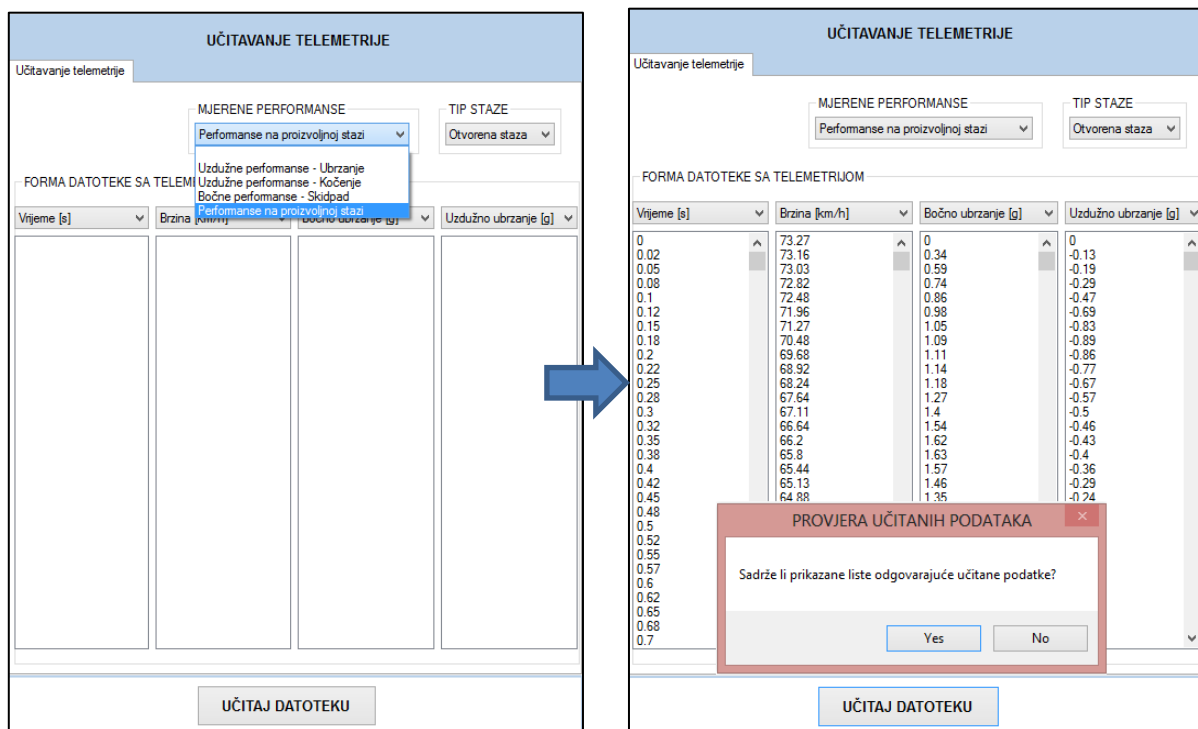 UČITAVANJE TELEMETRIJE
Učitavanje telemetrije
MJERENE PERFORMANSE
TIP STAZE
Performanse na proizvoljnoj stazi
Otvorena staza
Uzdužne performanse - Ubrzanje
Uzdužne performanse - Kočenje
Bočne performanse - Skidpad
Performanse na proizvoljnoj stazi
FORMA DATOTEKE SA TELEM
Vrijeme [s]
Brzina [km/h]
Bočno ubrzanje [g]
Uzdužno ubrzanje [g]
UČITAJ DATOTEKU
UČITAVANJE TELEMETRIJE
Učitavanje telemetrije
MJERENE PERFORMANSE
TIP STAZE
Performanse na proizvoljnoj stazi
Otvorena staza
FORMA DATOTEKE SA TELEMETRIJOM
Vrijeme [s] Brzina [km/h] Bočno ubrzanje [g] Uzdužno ubrzanje [g]
0 73.27 0 0
0.02 73.16 0.34 -0.13
0.05 73.03 0.59 -0.19
0.08 72.82 0.74 -0.29
0.1 72.48 0.86 -0.47
0.12 71.96 0.98 -0.69
0.15 71.27 1.05 -0.83
0.18 70.48 1.09 -0.89
0.2 69.68 1.11 -0.86
0.22 68.92 1.14 -0.77
0.25 68.24 1.18 -0.67
0.28 67.64 1.27 -0.57
0.3 67.11 1.4 -0.5
0.32 66.64 1.54 -0.46
0.35 66.2 1.62 -0.43
0.38 65.8 1.63 -0.4
0.4 65.44 1.57 -0.36
0.42 65.13 1.46 -0.29
0.45 64.88 1.35 -0.24
0.48
0.5
0.52
0.55
0.57
0.6
0.62
0.65
0.68
0.7
PROVJERA UČITANIH PODATAKA
Sadrže li prikazane liste odgovarajuće učitane podatke?
Yes No
UČITAJ DATOTEKU